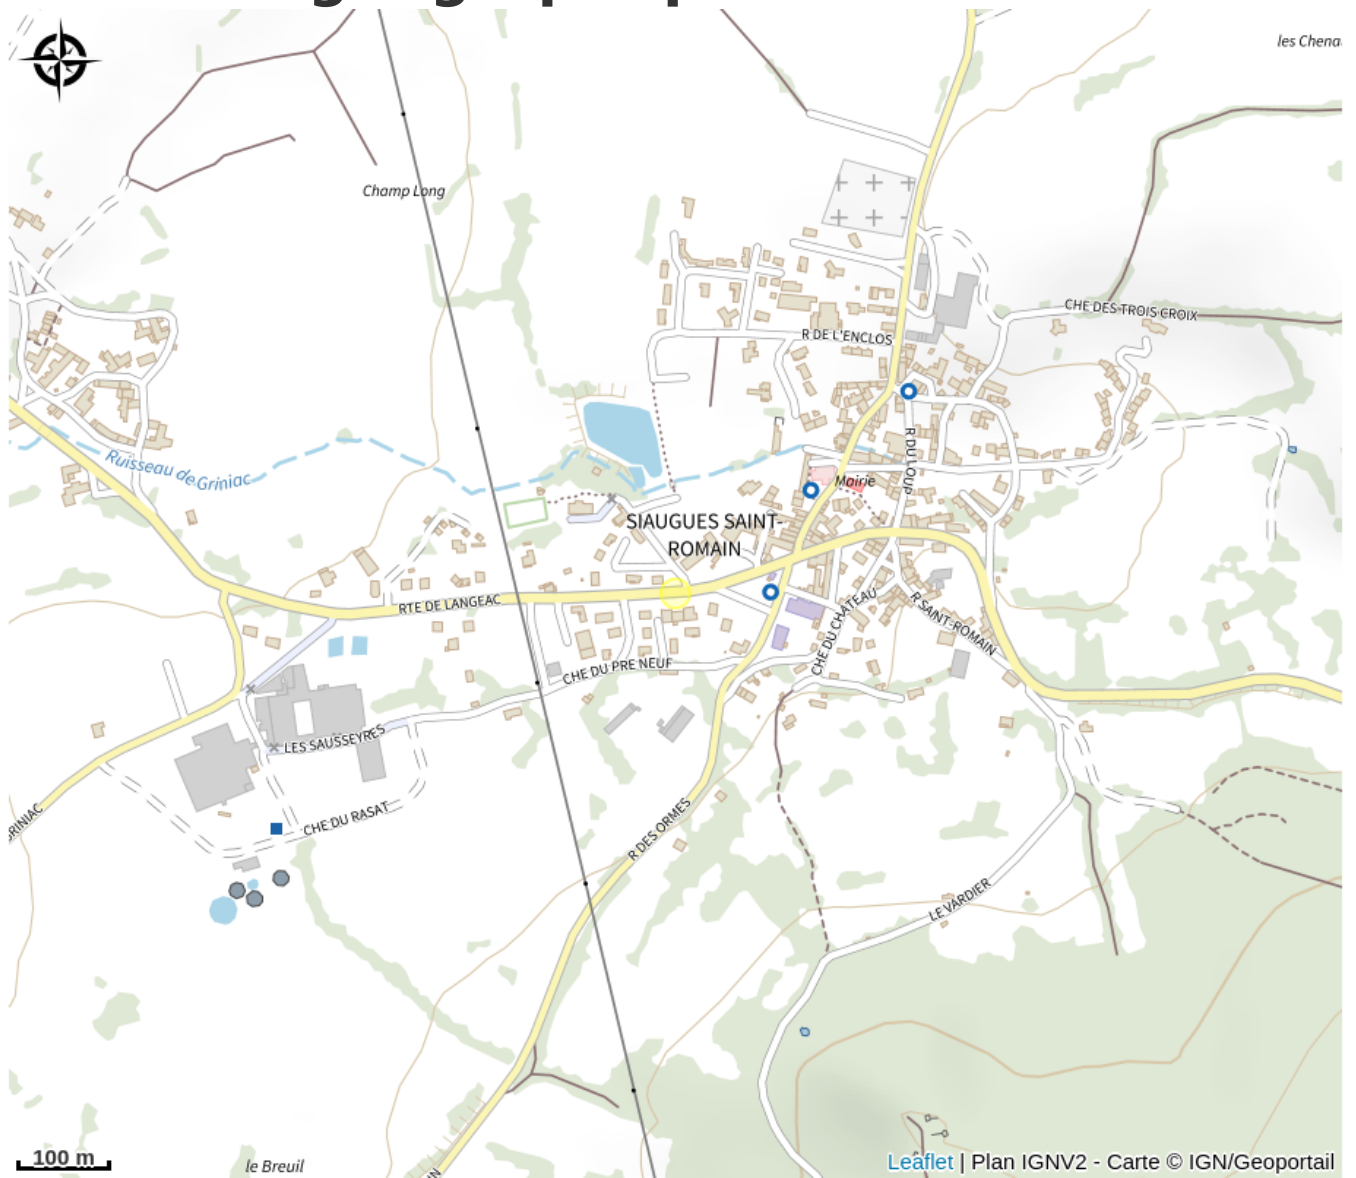 les Chena
Champ Long
CHE DES TROIS CROIX
R DE L'ENCLOS
R DU LOUP
Ruisseau de Griniac
Mairie
SIAUGUES SAINT-
ROMAIN
RTE DE LANGEAC
CHE DU CHATEAU
R SAINT-ROMAIN
CHE DU PRE NEUF
LES SAUSSEYRES
CHE DU RASAT
GRINIAC
R DES ORMES
LE VARDIER
100 m
le Breuil
Leaflet | Plan IGNV2 - Carte © IGN/Geoportail